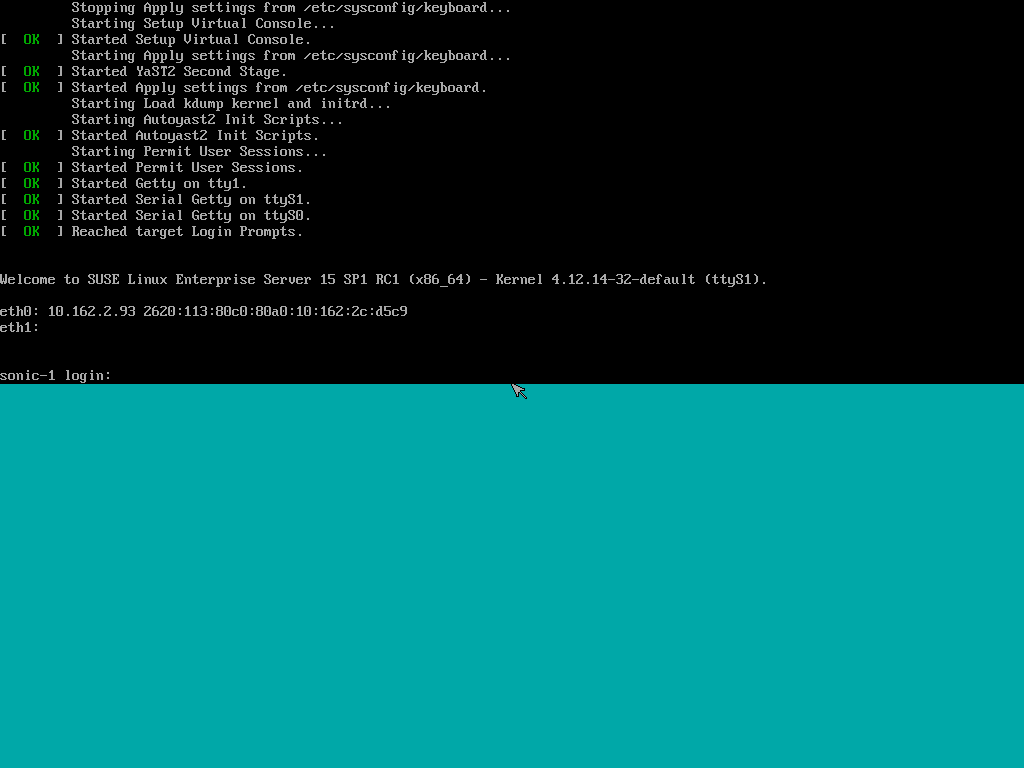 Stopping Apply settings from /etc/sysconfig/keyboard...
Starting Setup Virtual Console...
[  OK  ] Started Setup Virtual Console.
Starting Apply settings from /etc/sysconfig/keyboard...
[  OK  ] Started YaST2 Second Stage.
[  OK  ] Started Apply settings from /etc/sysconfig/keyboard.
Starting Load kdump kernel and initrd...
Starting Autoyast2 Init Scripts...
[  OK  ] Started Autoyast2 Init Scripts.
Starting Permit User Sessions...
[  OK  ] Started Permit User Sessions.
[  OK  ] Started Getty on tty1.
[  OK  ] Started Serial Getty on ttyS1.
[  OK  ] Started Serial Getty on ttyS0.
[  OK  ] Reached target Login Prompts.
Welcome to SUSE Linux Enterprise Server 15 SP1 RC1 (x86_64) - Kernel 4.12.14-32-default (ttyS1).
eth0: 10.162.2.93 2620:113:80c0:80a0:10:162:2c:d5c9
eth1:
sonic-1 login: